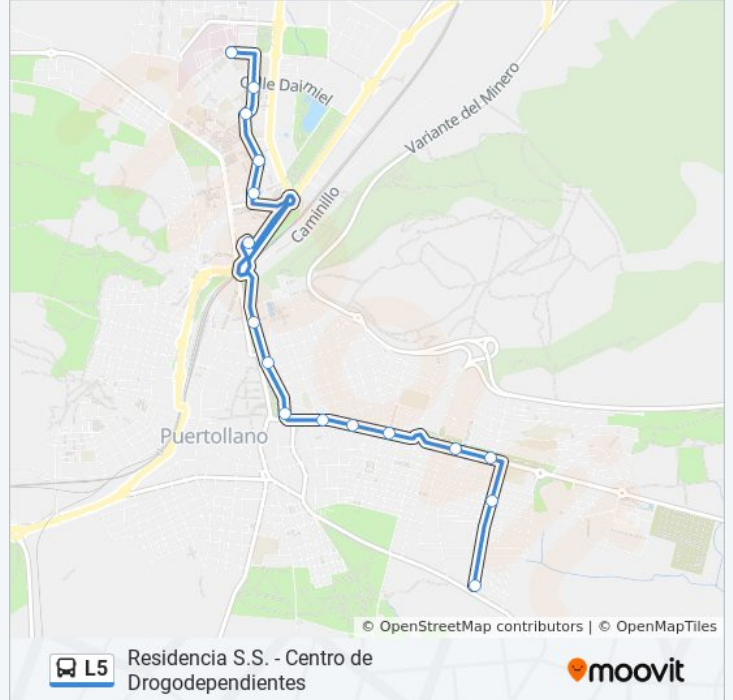 Calle Daimiel
Variante del Minero
Caminillo
Puertollano
© OpenStreetMap contributors | © OpenMapTiles
L5
Residencia S.S. - Centro de
Drogodependientes
moovit